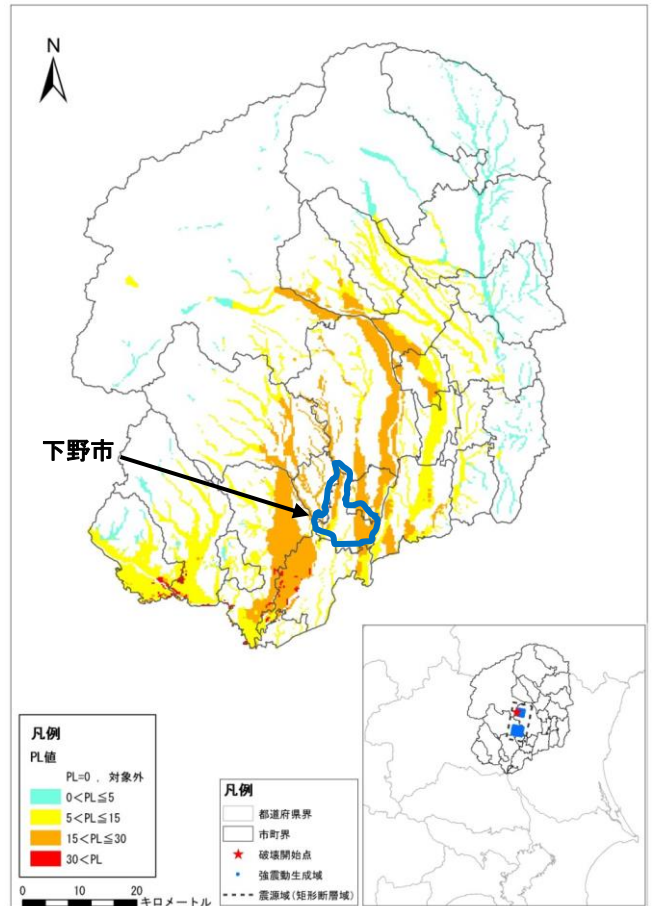 N
下野市
凡例
PL値
PL=0 , 対象外
0<PL≦5
5<PL≦15
15<PL≦30
30<PL
0 10 20
キロメートル
凡例
都道府県界
市町界
破壊開始点
強震動生成域
震源域(矩形断層域)